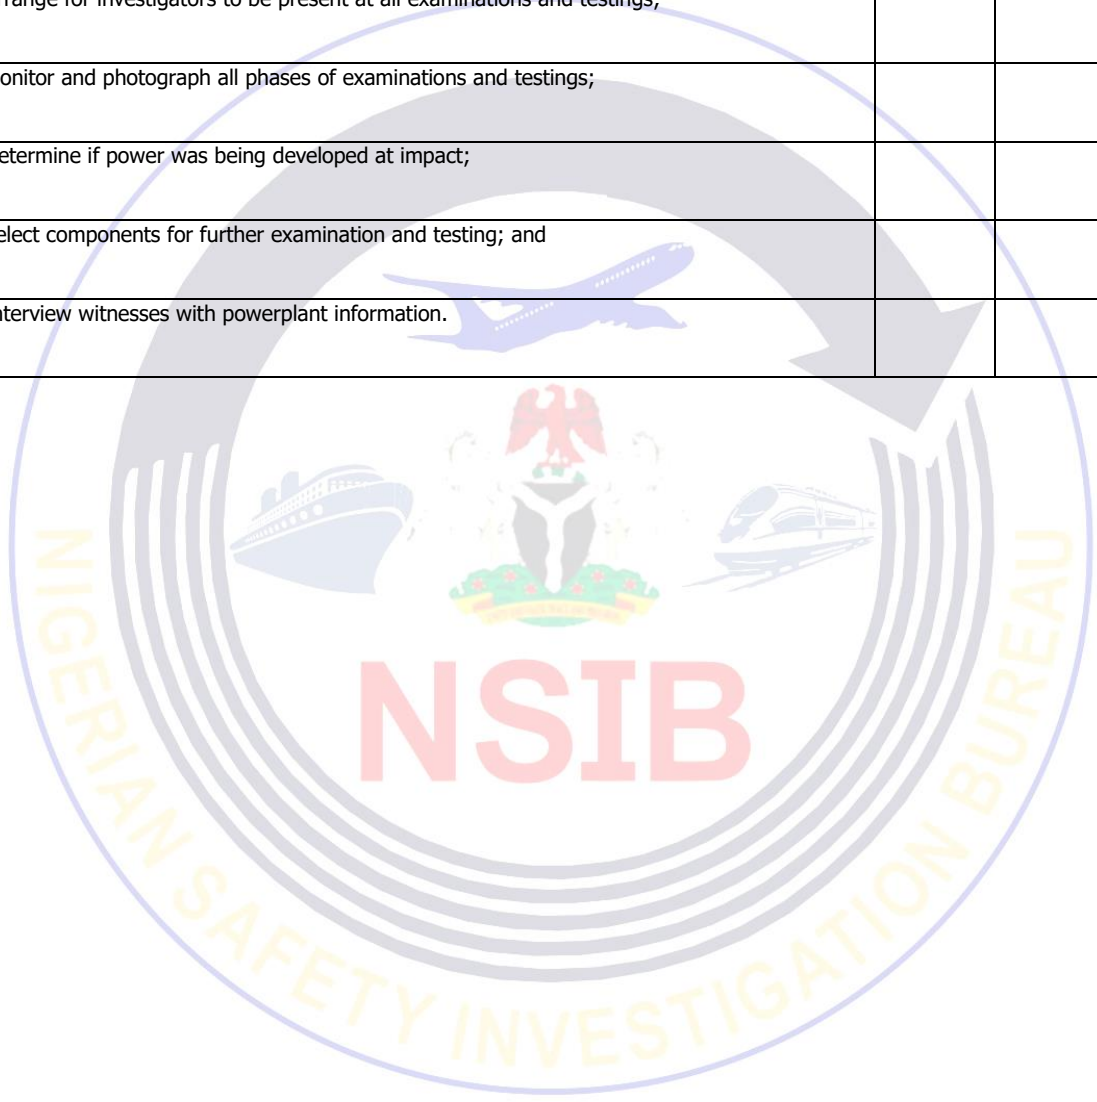 range for investigators to be present at all examinations and testings;
onitor and photograph all phases of examinations and testings;
etermine if power was being developed at impact;
elect components for further examination and testing; and
nterview witnesses with powerplant information.
NSIB
NIGERIAN SAFETY INVESTIGATION BUREAU